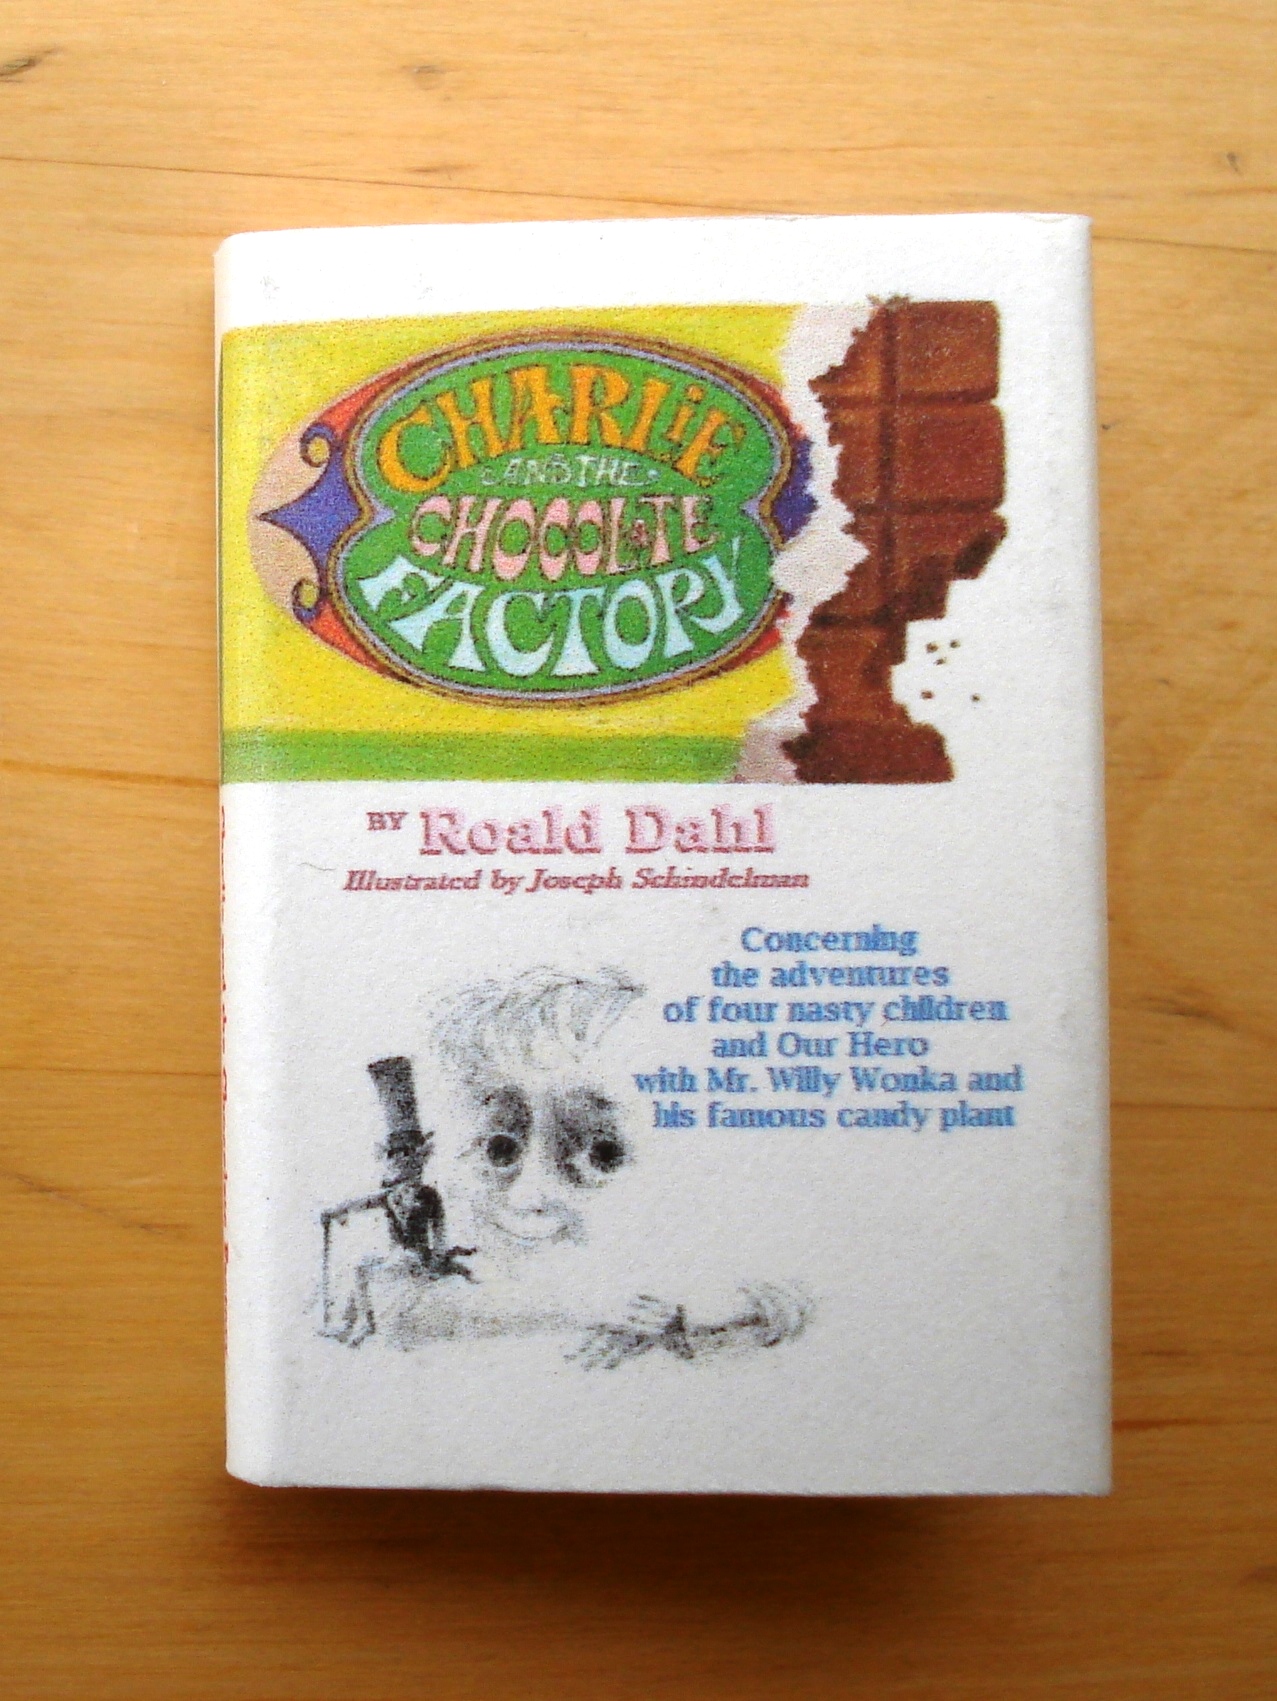 CHARLiE
AND THE
CHOCOLATE
FACTORY
BY Roald Dahl
Illustrated by Joseph Schindelman
Concerning
the adventures
of four nasty children
and Our Hero
with Mr. Willy Wonka and
his famous candy plant